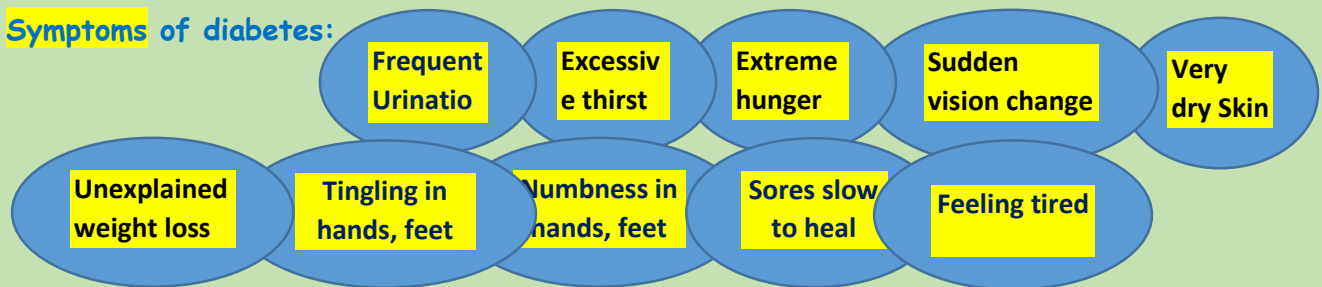 Symptoms of diabetes:
Frequent
Urinatio
Excessiv
e thirst
Extreme
hunger
Sudden
vision change
Very
dry Skin
Unexplained
weight loss
Tingling in
hands, feet
Numbness in
hands, feet
Sores slow
to heal
Feeling tired